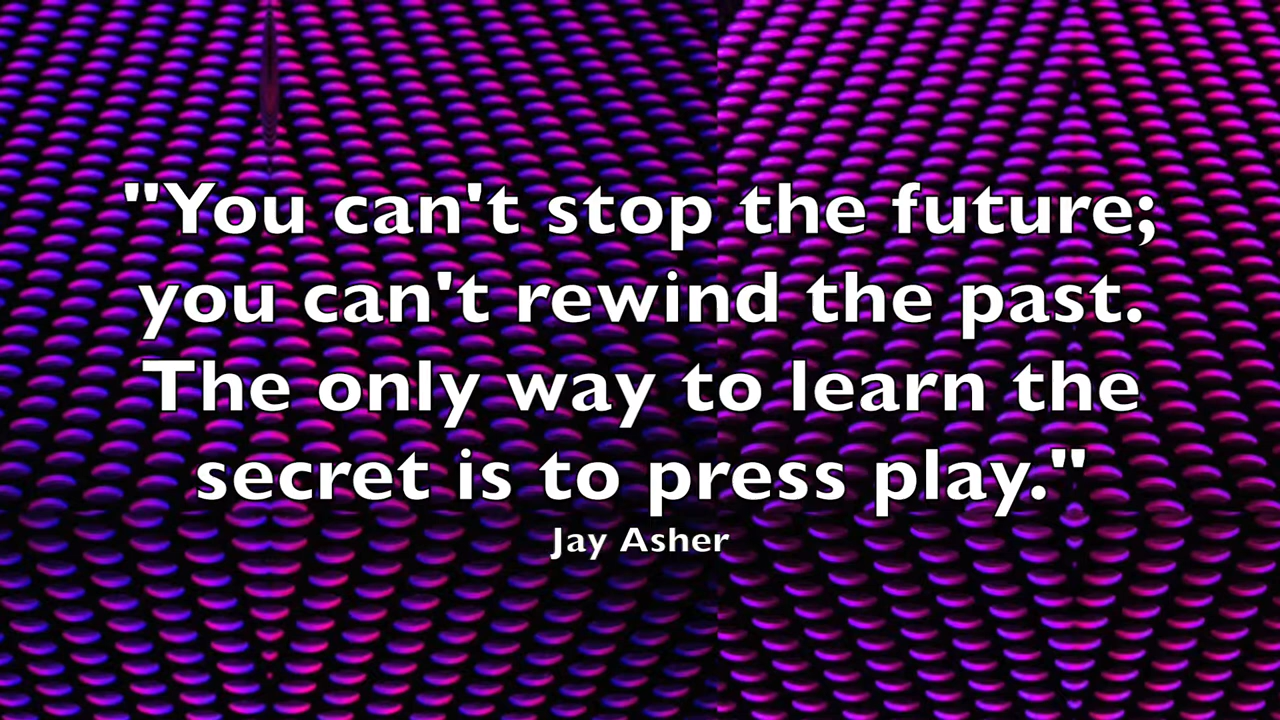 "You can't stop the future;
you can't rewind the past.
The only way to learn the
secret is to press play."
Jay Asher